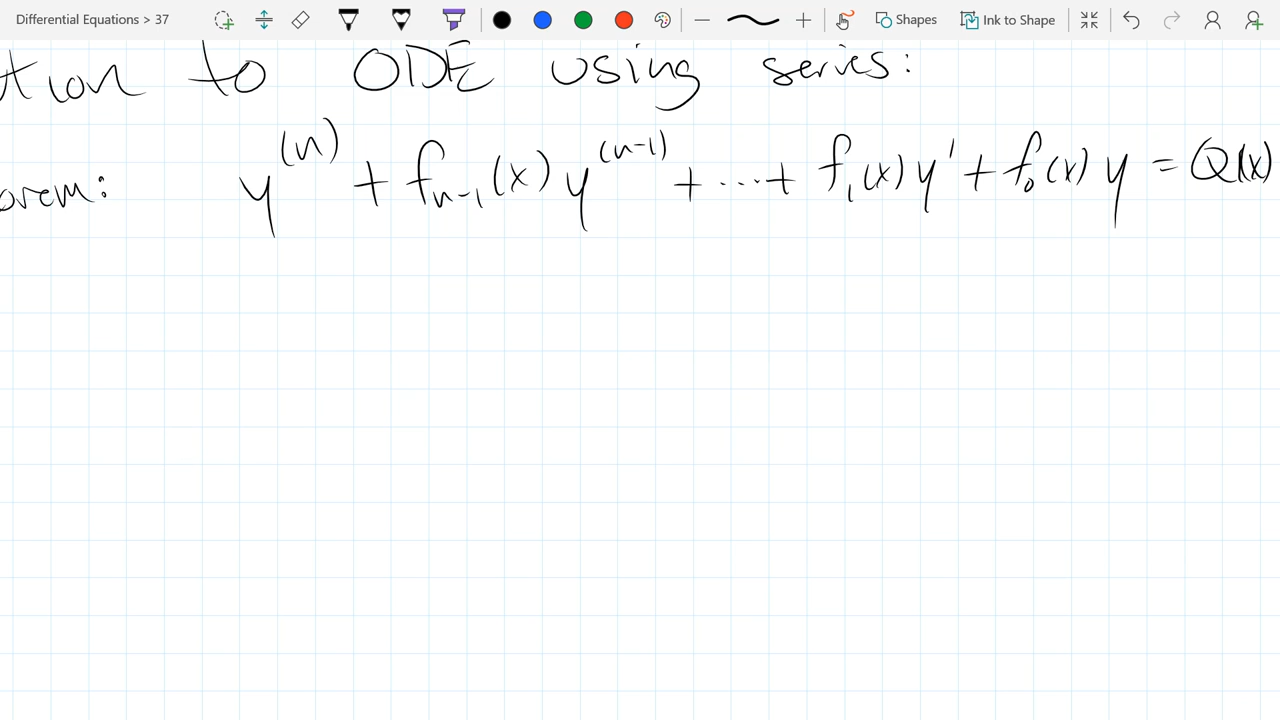 Differential Equations > 37 Shapes Ink to Shape
tion to ODE using series:
orem: y^(n) + f_{n-1}(x) y^(n-1) + ... + f_1(x) y' + f_0(x) y = Q(x)